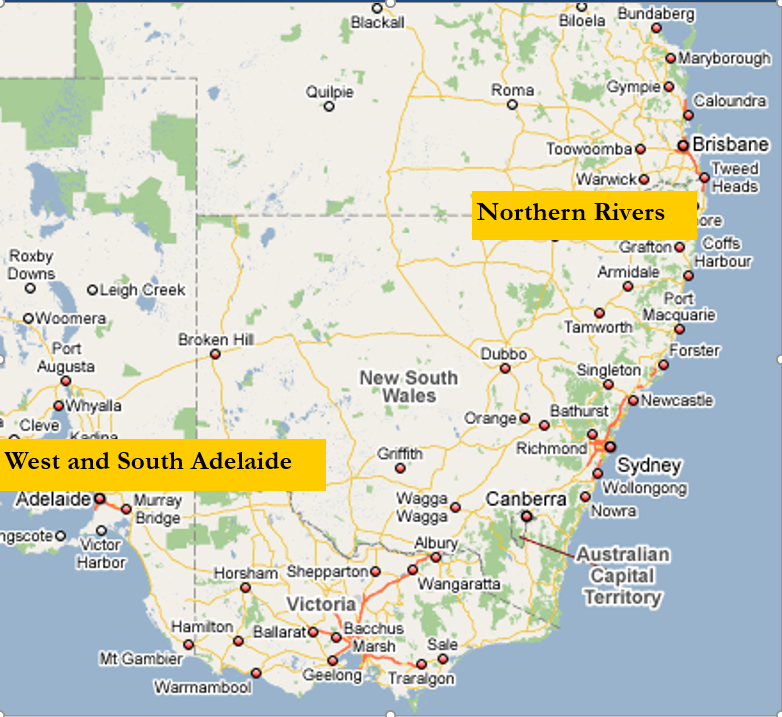 Blackall
Biloela
Bundaberg
Maryborough
Gympie
Quilpie
Roma
Caloundra
Toowoomba
Brisbane
Warwick
Tweed
Heads
Northern Rivers
ore
Grafton
Coffs
Harbour
Roxby
Downs
Leigh Creek
Armidale
Woomera
Port
Macquarie
Tamworth
Port
Augusta
Broken Hill
Dubbo
Forster
New South
Wales
Singleton
Whyalla
Newcastle
Cleve
Kadina
Orange
Bathurst
Richmond
West and South Adelaide
Griffith
Sydney
Wollongong
Adelaide
Murray
Bridge
Wagga
Wagga
Canberra
Nowra
ngscote
Victor
Harbor
Albury
Australian
Capital
Territory
Horsham
Shepparton
Wangaratta
Victoria
Hamilton
Ballarat
Bacchus
Marsh
Sale
Mt Gambier
Geelong
Traralgon
Warrnambool